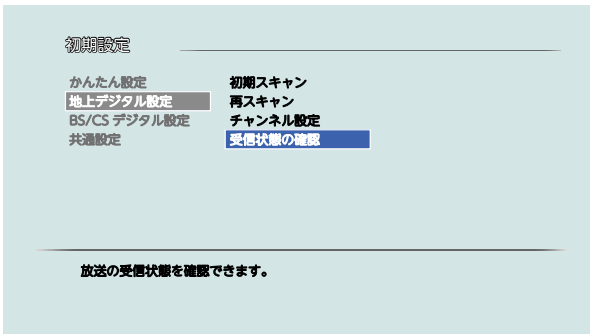 初期設定
かんたん設定
地上デジタル設定
BS/CS デジタル設定
共通設定
初期スキャン
再スキャン
チャンネル設定
受信状態の確認
放送の受信状態を確認できます。